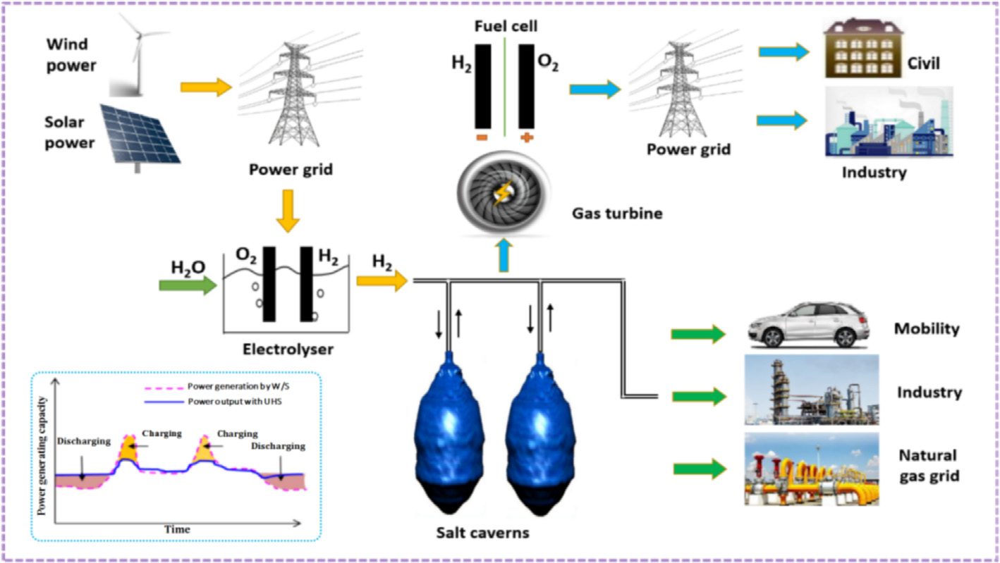 Wind
power
Solar
power
Power grid
Fuel cell
H₂
O₂
Power grid
Civil
Industry
Gas turbine
H₂O
O₂
H₂
H₂
Electrolyser
Salt caverns
Mobility
Industry
Natural
gas grid
Power generation by W/S
Power output with UHS
Power generating capacity
Discharging
Charging
Charging
Discharging
Time